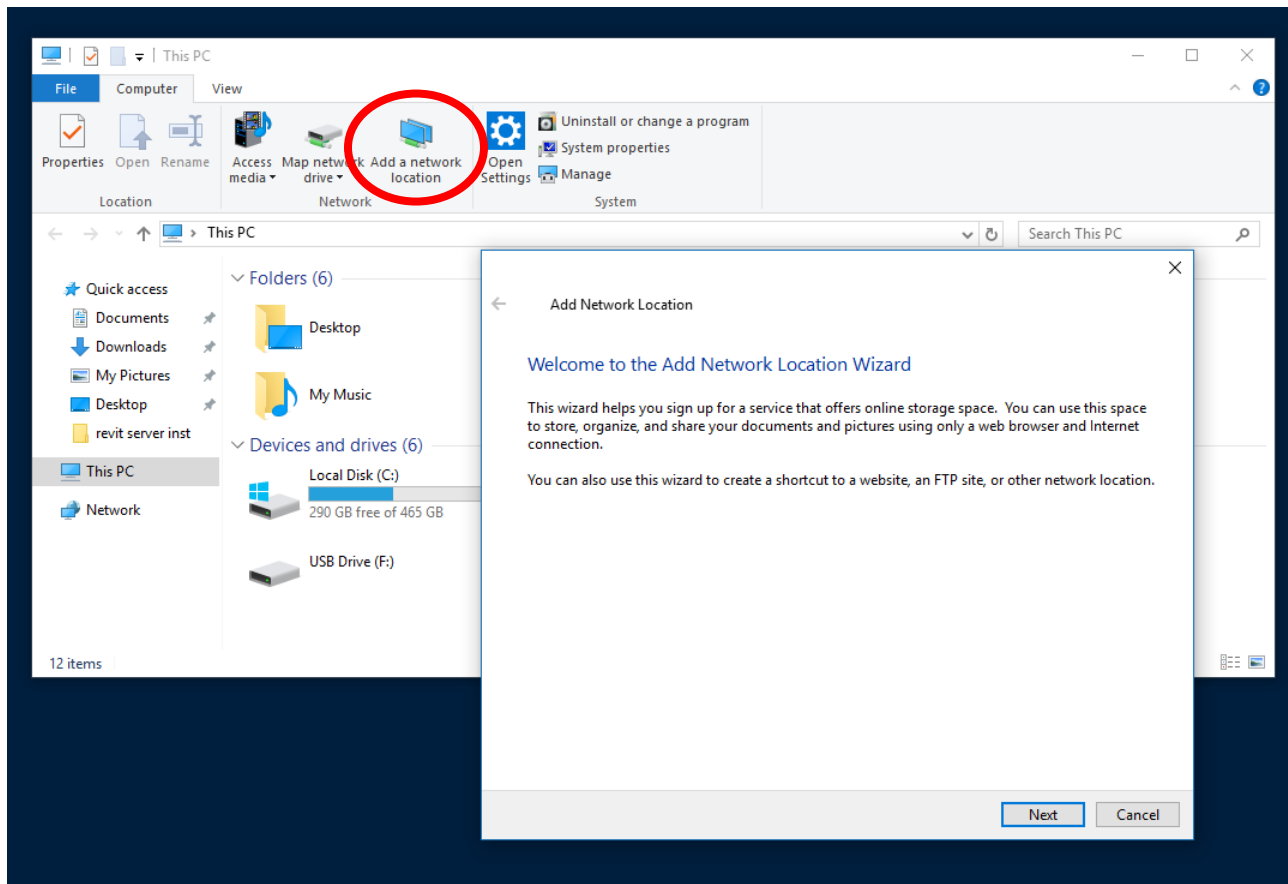 This PC
File Computer View
Properties Open Rename
Access media
Map network drive
Add a network location
Open Settings
Uninstall or change a program
System properties
Manage
Location Network System
This PC
Search This PC
Quick access
Documents
Downloads
My Pictures
Desktop
revit server inst
This PC
Network
Folders (6)
Desktop
My Music
Devices and drives (6)
Local Disk (C:)
290 GB free of 465 GB
USB Drive (F:)
12 items
Add Network Location
Welcome to the Add Network Location Wizard
This wizard helps you sign up for a service that offers online storage space. You can use this space
to store, organize, and share your documents and pictures using only a web browser and Internet
connection.
You can also use this wizard to create a shortcut to a website, an FTP site, or other network location.
Next Cancel